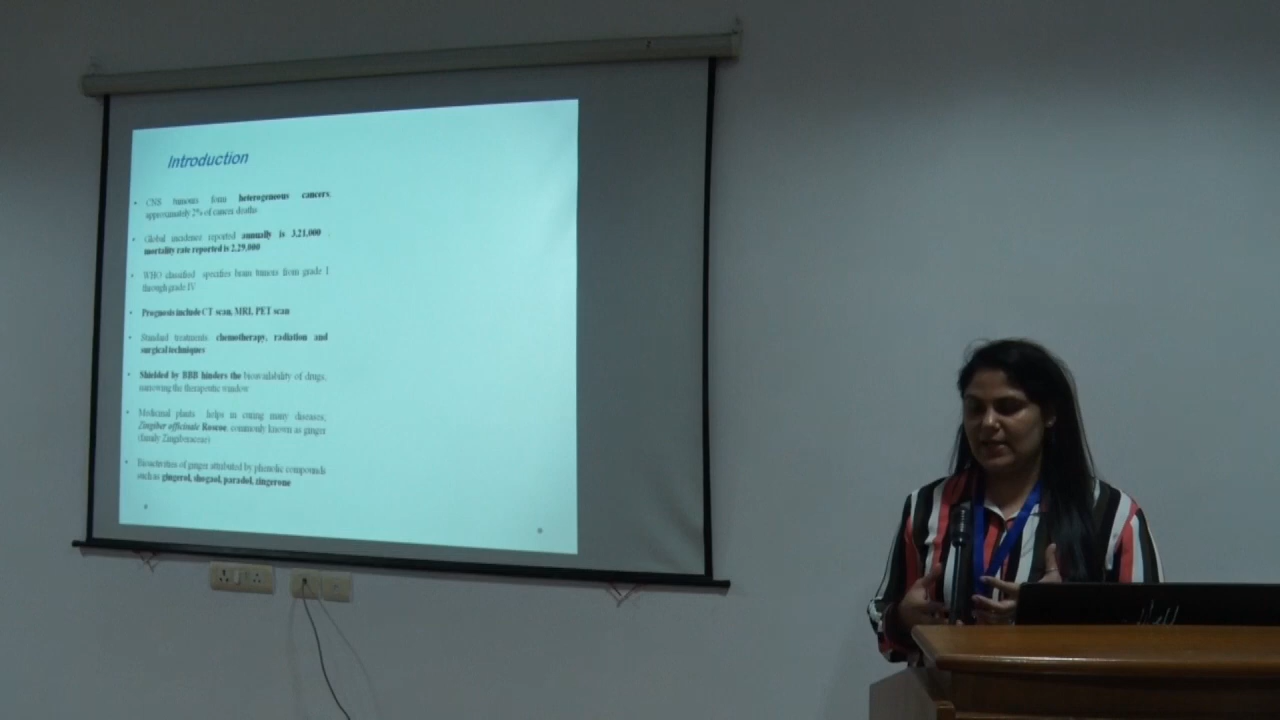 Introduction
• CNS tumours form heterogeneous cancers,
approximately 2% of cancer deaths
• Global incidence reported annually is 3,21,000 ,
mortality rate reported is 2,29,000
• WHO classified specifies brain tumors from grade I
through grade IV
• Prognosis include CT scan, MRI, PET scan
• Standard treatments chemotherapy, radiation and
surgical techniques
• Shielded by BBB hinders the bioavailability of drugs,
narrowing the therapeutic window
• Medicinal plants helps in curing many diseases;
Zingiber officinale Roscoe, commonly known as ginger
(family Zingiberaceae)
• Bioactivities of ginger attributed by phenolic compounds
such as gingerol, shogaol, paradol, zingerone